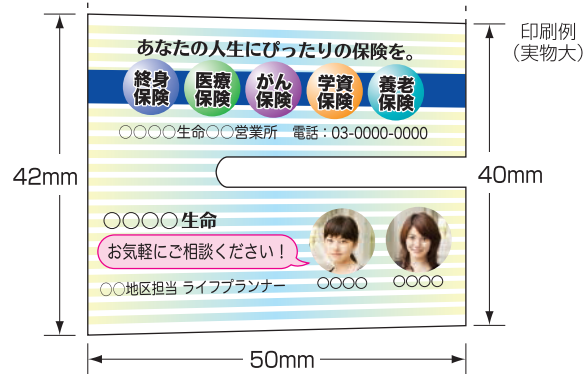 印刷例
（実物大）
あなたの人生にぴったりの保険を。
終身保険
医療保険
がん保険
学資保険
養老保険
○○○○生命○○営業所　電話：03-0000-0000
42mm
40mm
○○○○生命
お気軽にご相談ください！
○○地区担当 ライフプランナー
○○○○
○○○○
50mm